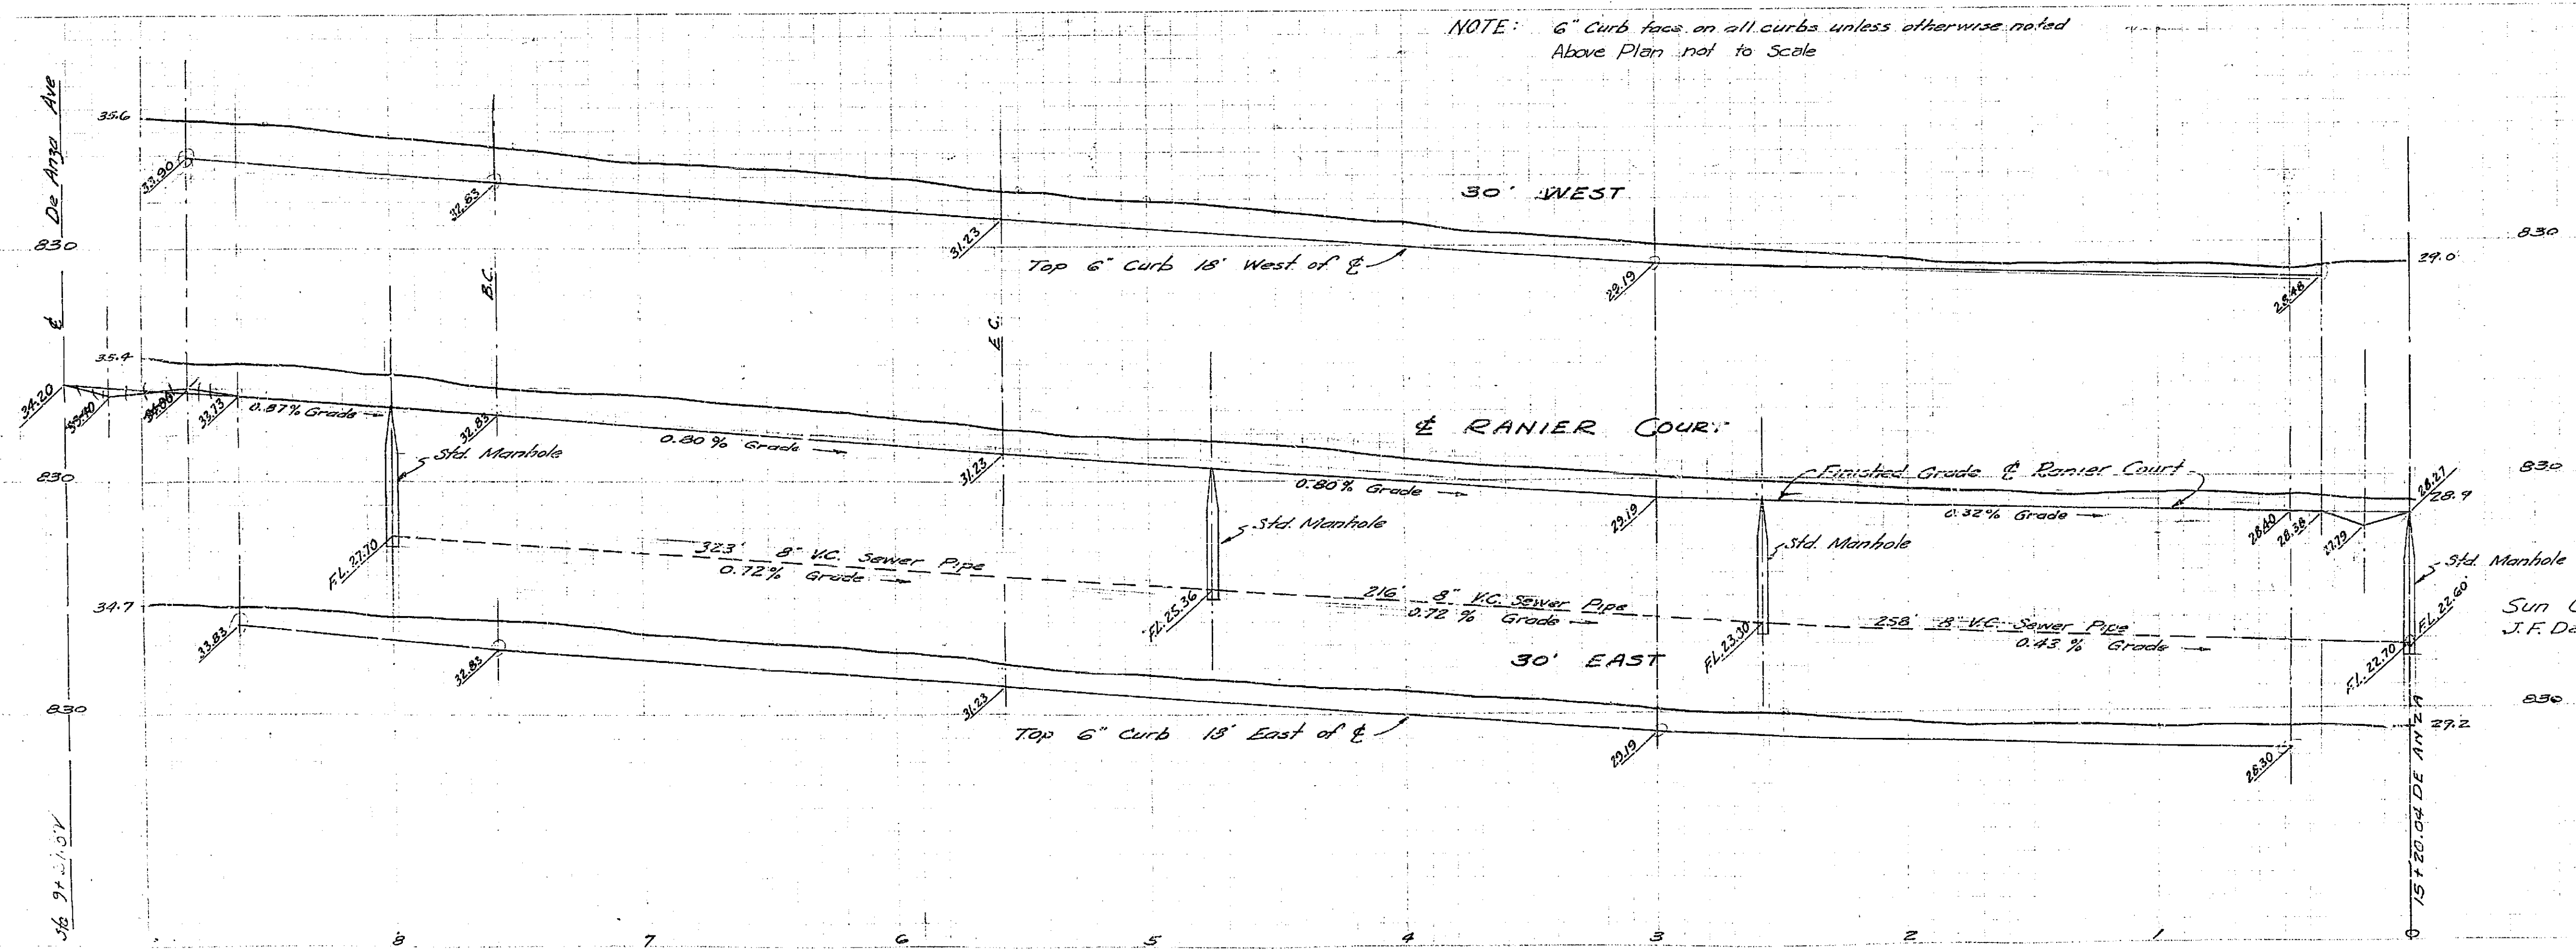 NOTE: 6" Curb face on all curbs unless otherwise noted
Above Plan not to Scale
De Anza Ave
35.6
33.90
32.83
31.23
30' WEST
830
830
29.0
Top 6" Curb 18' West of ℄
29.19
28.48
B.C.
E.C.
℄
35.4
34.20
33.73
0.87% Grade
32.83
0.80% Grade
31.23
℄ RANIER COURT
Std. Manhole
830
830
0.80% Grade
Finished Grade ℄ Ranier Court
28.27
28.9
29.19
0.32% Grade
28.40
28.38
27.79
Std. Manhole
Std. Manhole
Std. Manhole
F.L. 27.70
323' 8" V.C. Sewer Pipe
0.72% Grade
F.L. 25.36
216' 8" V.C. Sewer Pipe
0.72% Grade
F.L. 23.30
258' 8" V.C. Sewer Pipe
0.43% Grade
F.L. 22.60
F.L. 22.70
Sun
J.F. Da
34.7
33.83
32.83
31.23
30' EAST
830
830
29.2
Top 6" Curb 18' East of ℄
29.19
28.30
Sta 9+
15+20.04 DE ANZA
8 7 6 5 4 3 2 1 0